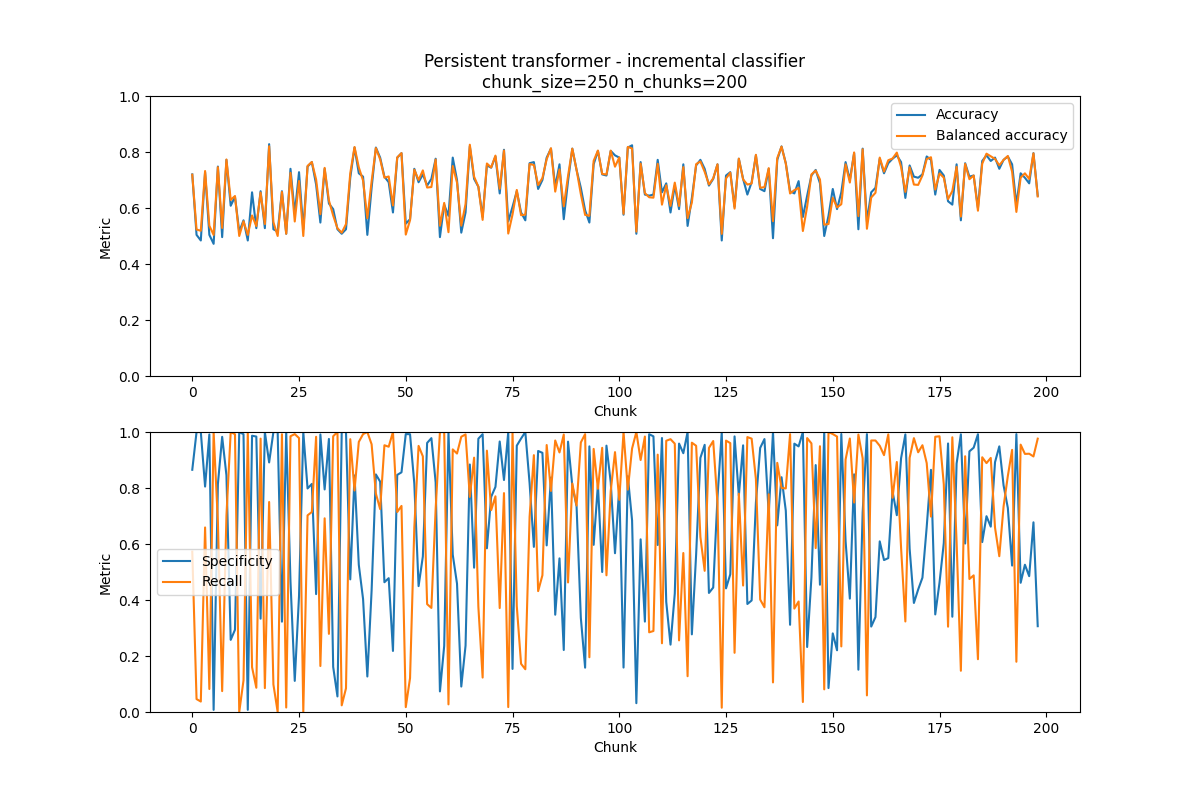 Persistent transformer - incremental classifier
chunk_size=250 n_chunks=200
1.0
0.8
0.6
0.4
0.2
0.0
Metric
Accuracy
Balanced accuracy
0 25 50 75 100 125 150 175 200
Chunk
1.0
0.8
0.6
0.4
0.2
0.0
Metric
Specificity
Recall
0 25 50 75 100 125 150 175 200
Chunk